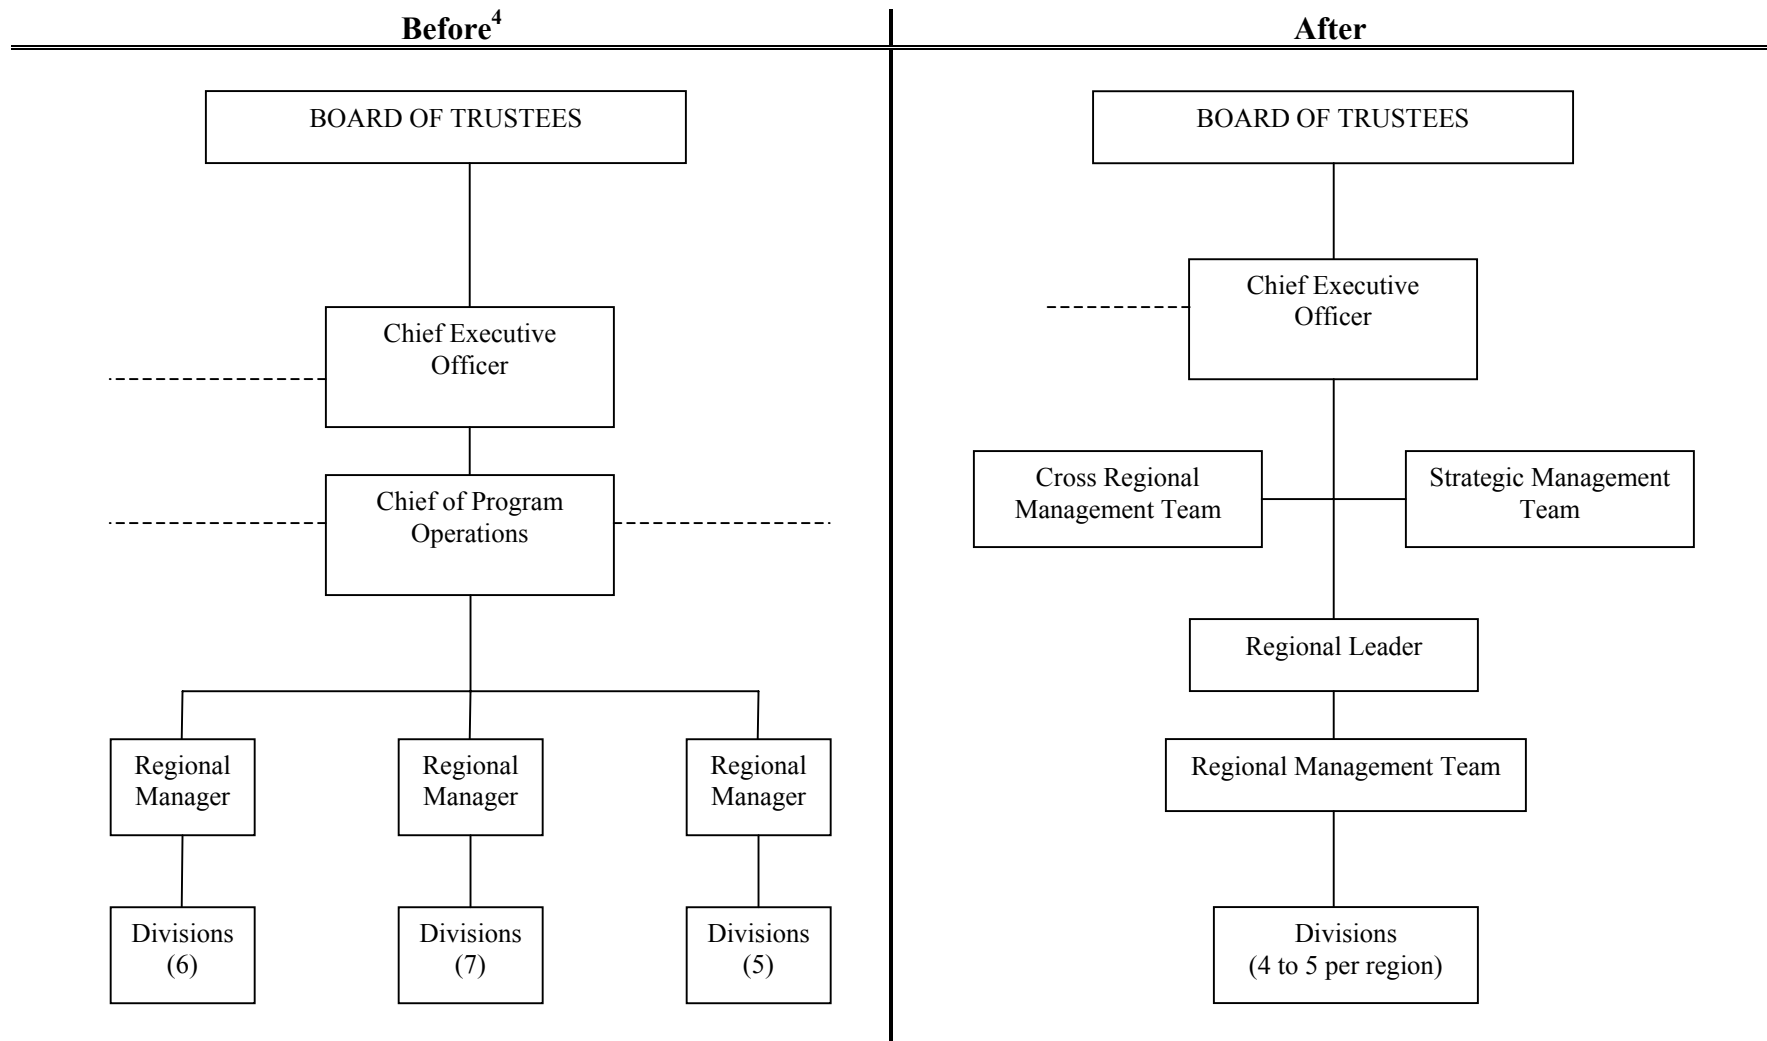 Before4
After
BOARD OF TRUSTEES
Chief Executive
Officer
Chief of Program
Operations
Regional
Manager
Regional
Manager
Regional
Manager
Divisions
(6)
Divisions
(7)
Divisions
(5)
BOARD OF TRUSTEES
Chief Executive
Officer
Cross Regional
Management Team
Strategic Management
Team
Regional Leader
Regional Management Team
Divisions
(4 to 5 per region)